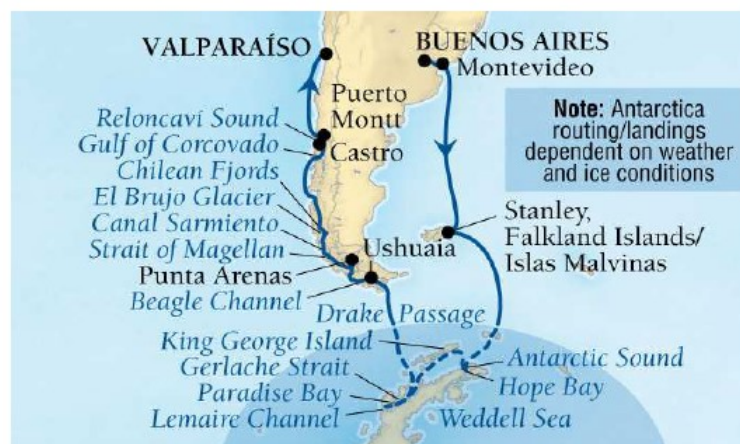 VALPARAÍSO
BUENOS AIRES
Montevideo
Puerto
Montt
Reloncaví Sound
Gulf of Corcovado
Castro
Chilean Fjords
El Brujo Glacier
Canal Sarmiento
Strait of Magellan
Ushuaia
Punta Arenas
Beagle Channel
Note: Antarctica
routing/landings
dependent on weather
and ice conditions
Stanley,
Falkland Islands/
Islas Malvinas
Drake Passage
King George Island
Gerlache Strait
Paradise Bay
Lemaire Channel
Antarctic Sound
Hope Bay
Weddell Sea